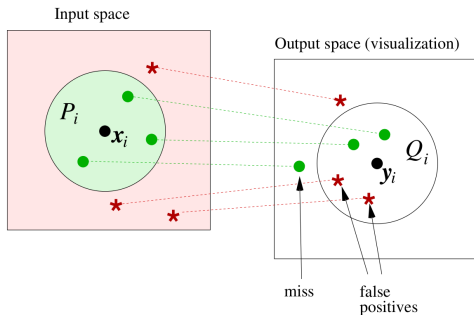 Input space
Output space (visualization)
P_i
x_i
Q_i
y_i
miss
false
positives